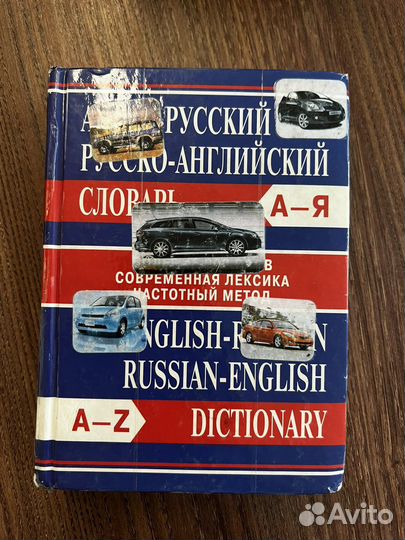 А РУССКИЙ
РУССКО-АНГЛИЙСКИЙ
СЛОВАРЬ
А–Я
В
СОВРЕМЕННАЯ ЛЕКСИКА
ЧАСТОТНЫЙ МЕТОД
NGLISH-R N
RUSSIAN-ENGLISH
A–Z
DICTIONARY
Avito